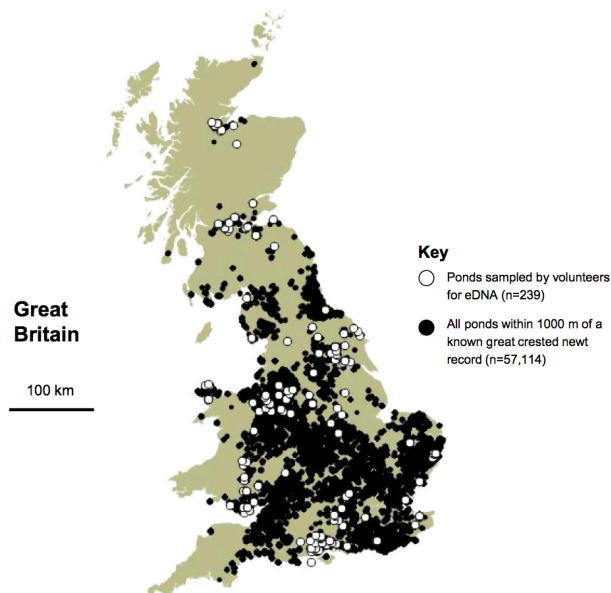 Key
Ponds sampled by volunteers
for eDNA (n=239)
All ponds within 1000 m of a
known great crested newt
record (n=57,114)
Great
Britain
100 km